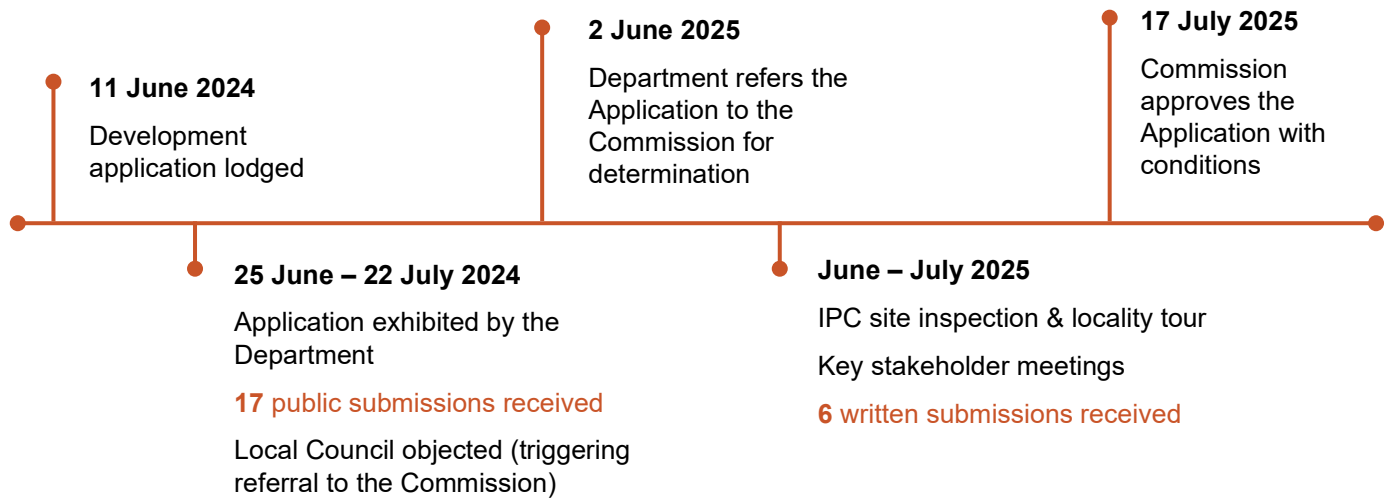 11 June 2024
Development
application lodged
25 June – 22 July 2024
Application exhibited by the
Department
17 public submissions received
Local Council objected (triggering
referral to the Commission)
2 June 2025
Department refers the
Application to the
Commission for
determination
June – July 2025
IPC site inspection & locality tour
Key stakeholder meetings
6 written submissions received
17 July 2025
Commission
approves the
Application with
conditions